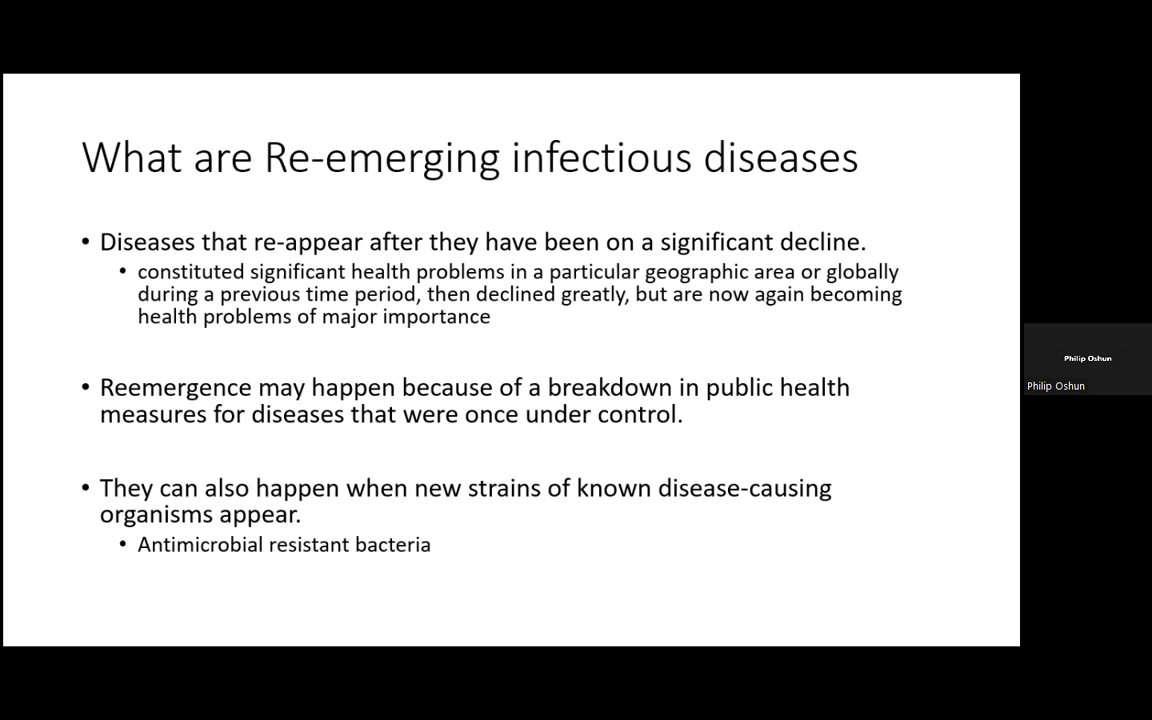 What are Re-emerging infectious diseases
• Diseases that re-appear after they have been on a significant decline.
• constituted significant health problems in a particular geographic area or globally
during a previous time period, then declined greatly, but are now again becoming
health problems of major importance
• Reemergence may happen because of a breakdown in public health
measures for diseases that were once under control.
• They can also happen when new strains of known disease-causing
organisms appear.
• Antimicrobial resistant bacteria
Philip Oshun
Philip Oshun